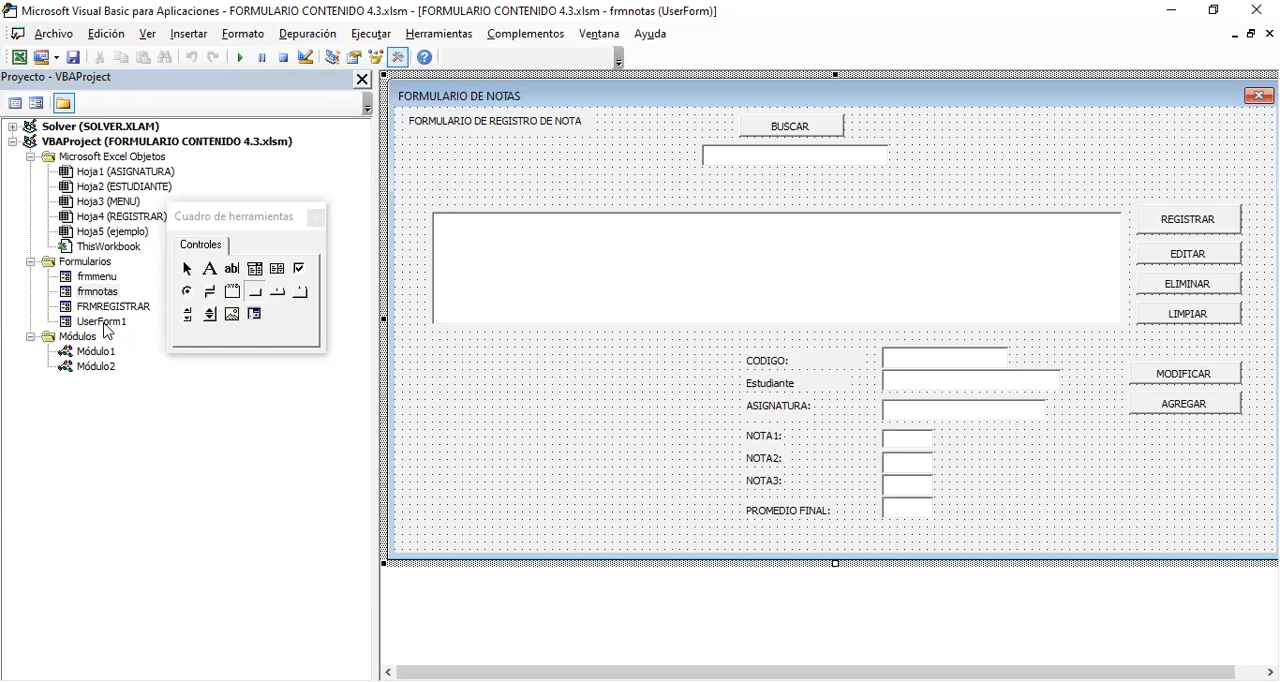 Microsoft Visual Basic para Aplicaciones - FORMULARIO CONTENIDO 4.3.xlsm - [FORMULARIO CONTENIDO 4.3.xlsm - frmnotas (UserForm)]
Archivo Edición Ver Insertar Formato Depuración Ejecutar Herramientas Complementos Ventana Ayuda
Proyecto - VBAProject
Solver (SOLVER.XLAM)
VBAProject (FORMULARIO CONTENIDO 4.3.xlsm)
Microsoft Excel Objetos
Hoja1 (ASIGNATURA)
Hoja2 (ESTUDIANTE)
Hoja3 (MENU)
Hoja4 (REGISTRAR)
Hoja5 (ejemplo)
ThisWorkbook
Formularios
frmmenu
frmnotas
FRMREGISTRAR
UserForm1
Módulos
Módulo1
Módulo2
Cuadro de herramientas
Controles
A abl
xyz
FORMULARIO DE NOTAS
FORMULARIO DE REGISTRO DE NOTA
BUSCAR
REGISTRAR
EDITAR
ELIMINAR
LIMPIAR
CODIGO:
Estudiante
ASIGNATURA:
NOTA1:
NOTA2:
NOTA3:
PROMEDIO FINAL:
MODIFICAR
AGREGAR